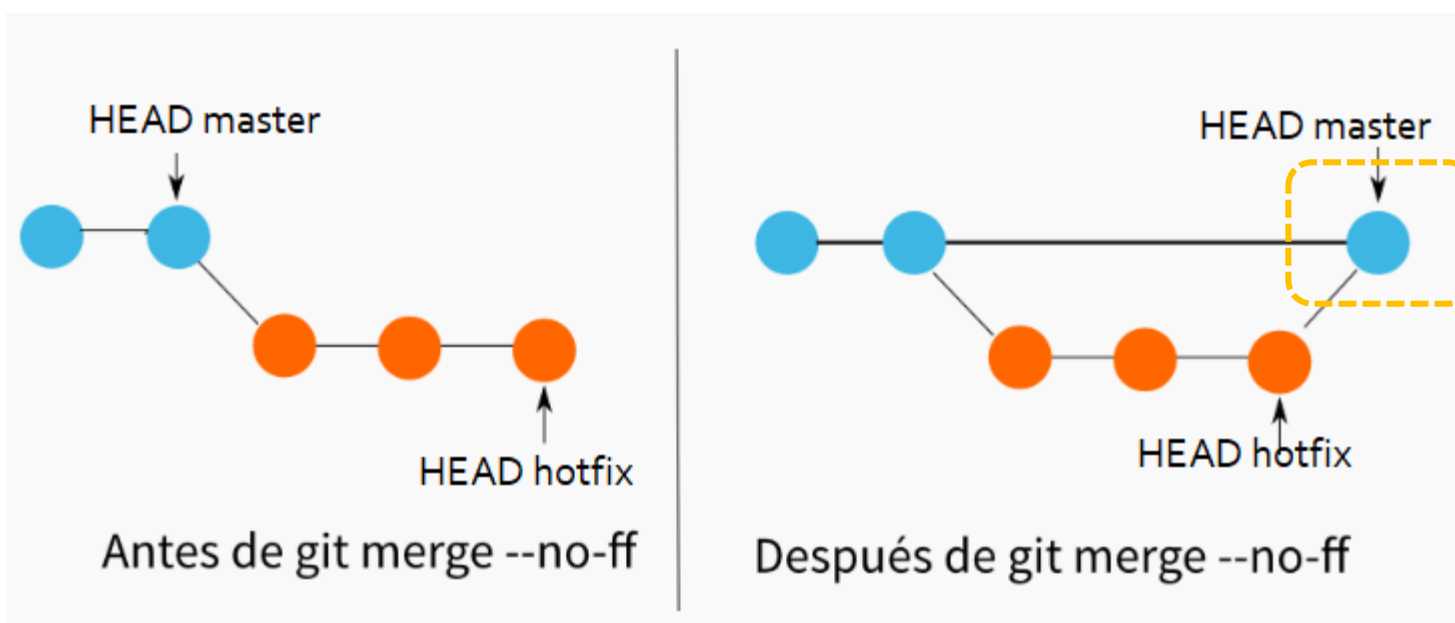 HEAD master
HEAD hotfix
Antes de git merge --no-ff
HEAD master
HEAD hotfix
Después de git merge --no-ff